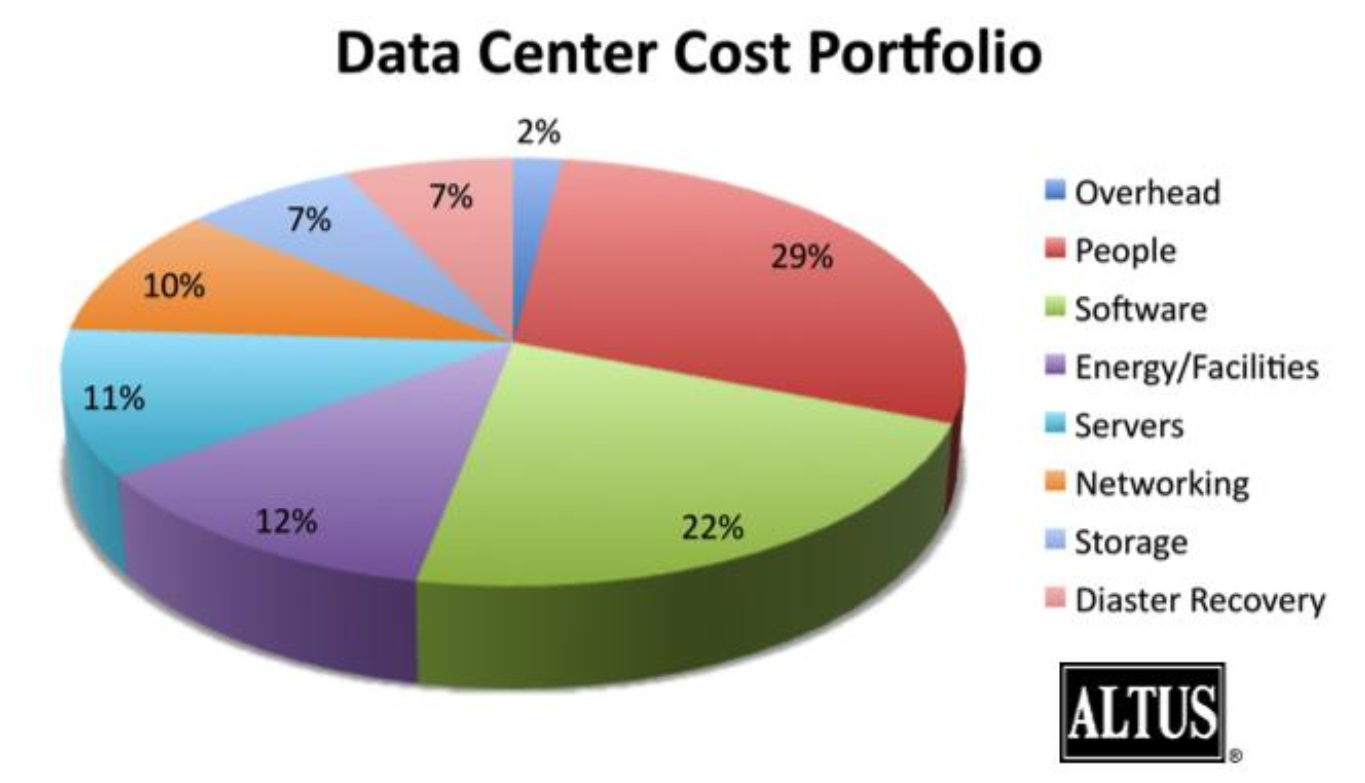 Data Center Cost Portfolio
2%
29%
22%
12%
11%
10%
7%
7%
Overhead
People
Software
Energy/Facilities
Servers
Networking
Storage
Diaster Recovery
ALTUS®